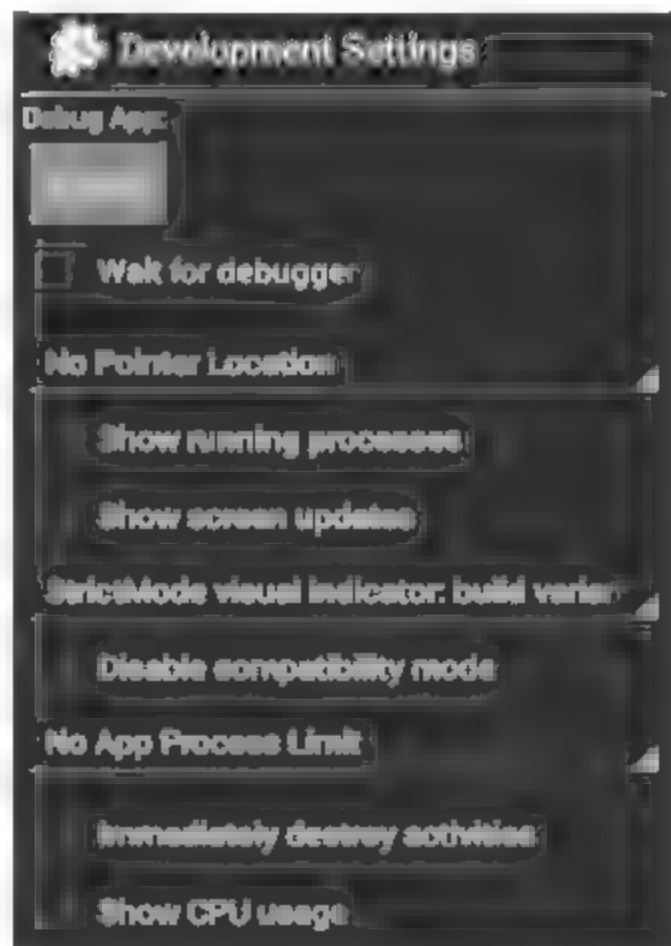 Development Settings
Debug App:
Wait for debugger
No Pointer Location
Show running processes
Show screen updates
StrictMode visual indicator: build
Disable compatibility mode
No App Process Limit
Immediately destroy activities
Show CPU usage